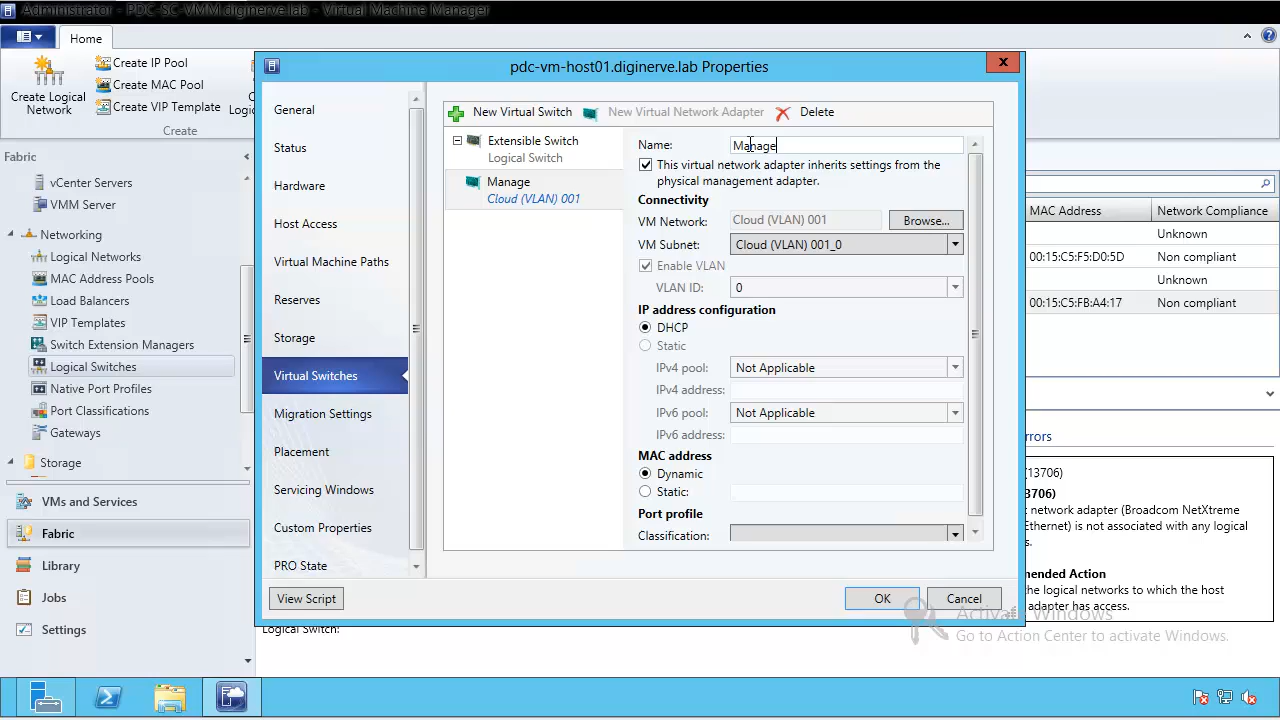 Administrator - PDC-SC-VMM.diginerve.lab - Virtual Machine Manager
Home
Create Logical
Network
Create IP Pool
Create MAC Pool
Create VIP Template
Create
Fabric
vCenter Servers
VMM Server
Networking
Logical Networks
MAC Address Pools
Load Balancers
VIP Templates
Switch Extension Managers
Logical Switches
Native Port Profiles
Port Classifications
Gateways
Storage
VMs and Services
Fabric
Library
Jobs
Settings
pdc-vm-host01.diginerve.lab Properties
General
Status
Hardware
Host Access
Virtual Machine Paths
Reserves
Storage
Virtual Switches
Migration Settings
Placement
Servicing Windows
Custom Properties
PRO State
New Virtual Switch New Virtual Network Adapter Delete
Extensible Switch
Logical Switch
Manage
Cloud (VLAN) 001
Name: Manage
This virtual network adapter inherits settings from the
physical management adapter.
Connectivity
VM Network: Cloud (VLAN) 001 Browse...
VM Subnet: Cloud (VLAN) 001_0
Enable VLAN
VLAN ID: 0
IP address configuration
DHCP
Static
IPv4 pool: Not Applicable
IPv4 address:
IPv6 pool: Not Applicable
IPv6 address:
MAC address
Dynamic
Static:
Port profile
Classification:
View Script OK Cancel
MAC Address Network Compliance
Unknown
00:15:C5:F5:D0:5D Non compliant
Unknown
00:15:C5:FB:A4:17 Non compliant
rrors
(13706)
3706)
network adapter (Broadcom NetXtreme
Ethernet) is not associated with any logical
s.
mended Action
the logical networks to which the host
adapter has access.
Logical Switch:
Activate Windows
Go to Action Center to activate Windows.